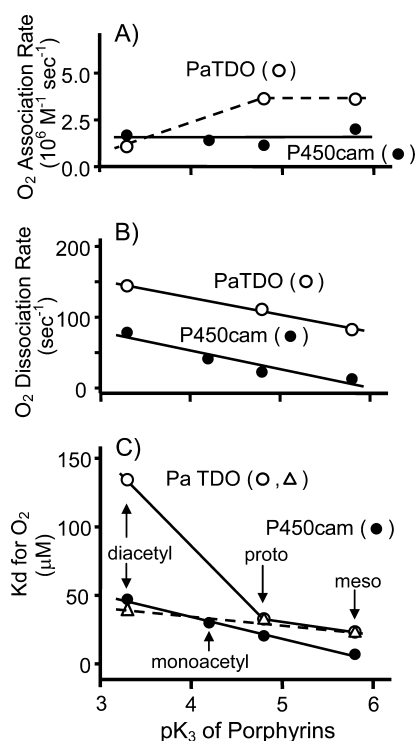 A)
PaTDO ( )
5.0
2.5
0.0
P450cam ( )
O₂ Association Rate
(10⁶ M⁻¹ sec⁻¹)
B)
200
PaTDO ( )
100
P450cam ( )
0
O₂ Dissociation Rate
(sec⁻¹)
C)
150
Pa TDO ( , )
P450cam ( )
100
diacetyl
proto
meso
50
monoacetyl
0
Kd for O₂
(μM)
3 4 5 6
pK₃ of Porphyrins